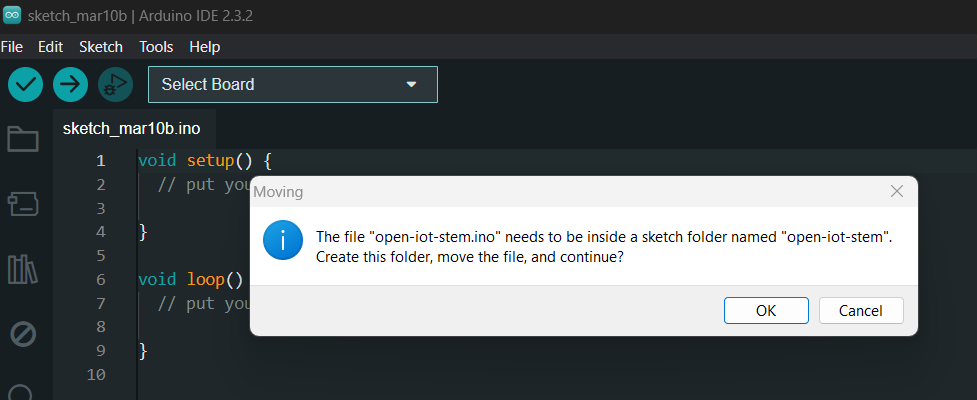 sketch_mar10b | Arduino IDE 2.3.2
File Edit Sketch Tools Help
Select Board
sketch_mar10b.ino
1 void setup() {
2 // put you
3
4 }
5
6 void loop()
7 // put you
8
9 }
10
Moving
The file "open-iot-stem.ino" needs to be inside a sketch folder named "open-iot-stem".
Create this folder, move the file, and continue?
OK Cancel